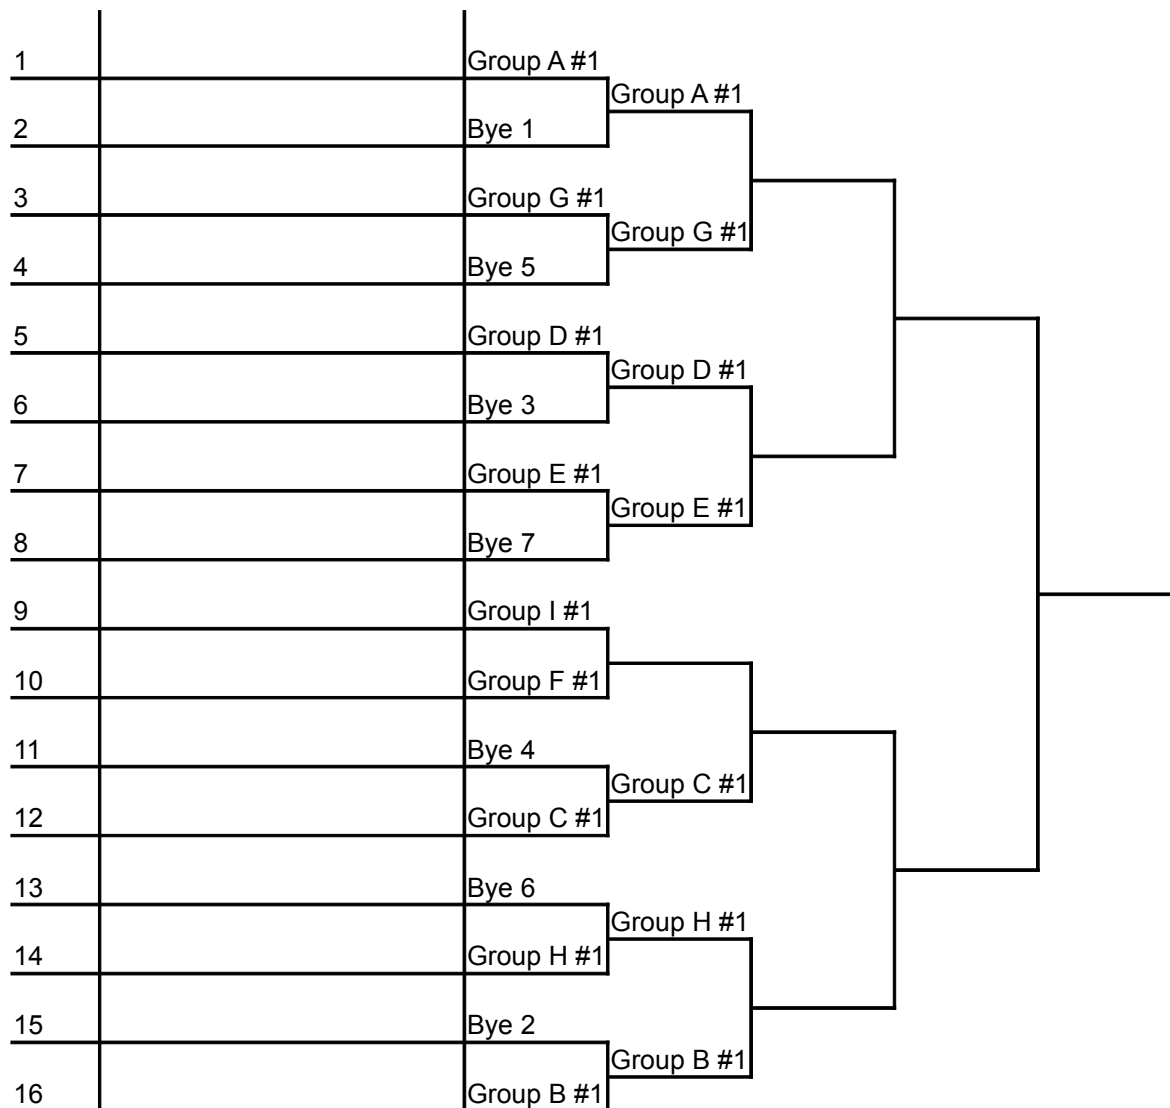 1 Group A #1
Group A #1
2 Bye 1
3 Group G #1
Group G #1
4 Bye 5
5 Group D #1
Group D #1
6 Bye 3
7 Group E #1
Group E #1
8 Bye 7
9 Group I #1
10 Group F #1
11 Bye 4
Group C #1
12 Group C #1
13 Bye 6
Group H #1
14 Group H #1
15 Bye 2
Group B #1
16 Group B #1